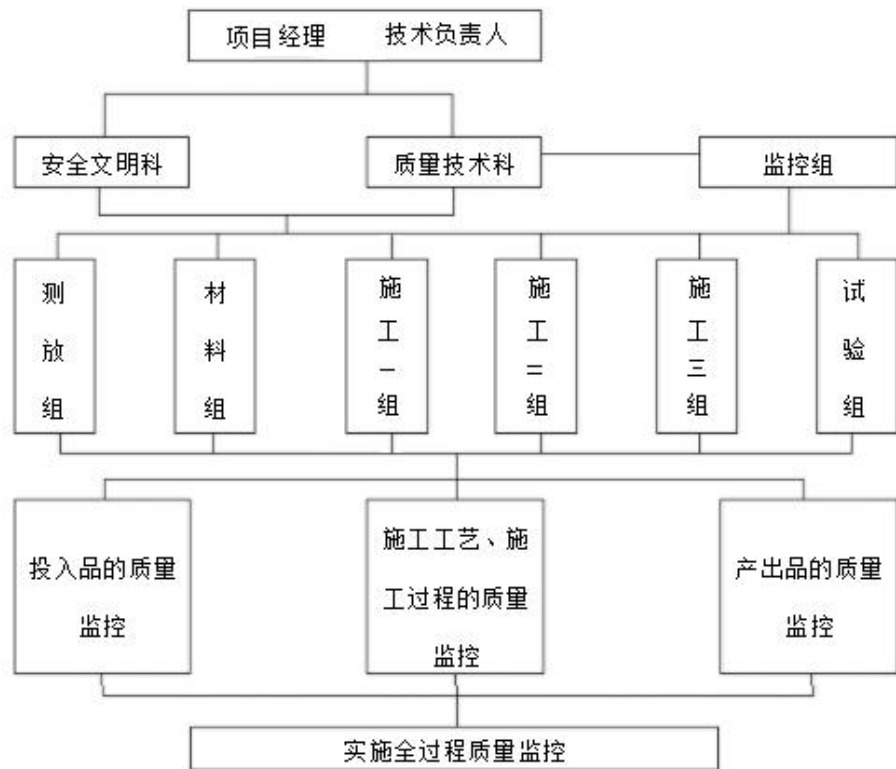 项目经理 技术负责人
安全文明科
质量技术科
监控组
测放组
材料组
施工一组
施工二组
施工三组
试验组
投入品的质量
监控
施工工艺、施
工过程的质量
监控
产出品的质量
监控
实施全过程质量监控